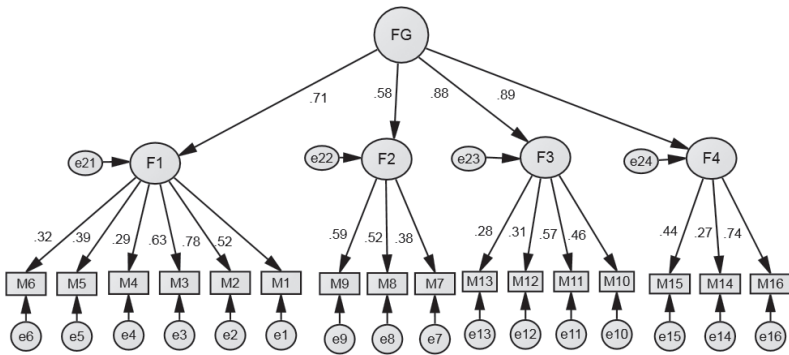 FG
.71 .58 .88 .89
e21 F1 e22 F2 e23 F3 e24 F4
.32 .39 .29 .63 .78 .52 .59 .52 .38 .28 .31 .57 .46 .44 .27 .74
M6 M5 M4 M3 M2 M1 M9 M8 M7 M13 M12 M11 M10 M15 M14 M16
e6 e5 e4 e3 e2 e1 e9 e8 e7 e13 e12 e11 e10 e15 e14 e16